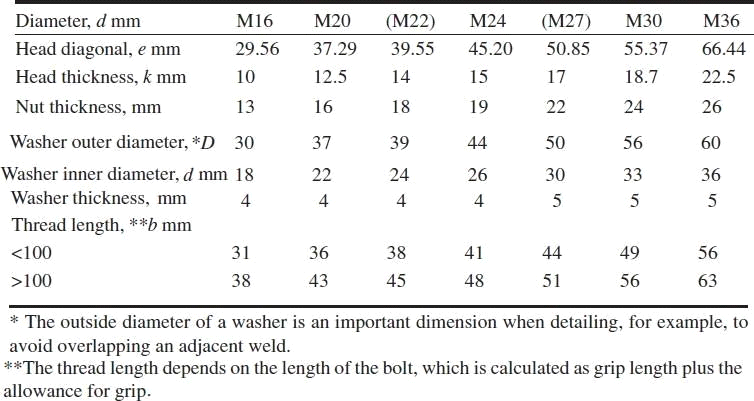 Diameter, d mm M16 M20 (M22) M24 (M27) M30 M36
Head diagonal, e mm 29.56 37.29 39.55 45.20 50.85 55.37 66.44
Head thickness, k mm 10 12.5 14 15 17 18.7 22.5
Nut thickness, mm 13 16 18 19 22 24 26
Washer outer diameter, *D 30 37 39 44 50 56 60
Washer inner diameter, d mm 18 22 24 26 30 33 36
Washer thickness, mm 4 4 4 4 5 5 5
Thread length, **b mm
<100 31 36 38 41 44 49 56
>100 38 43 45 48 51 56 63
* The outside diameter of a washer is an important dimension when detailing, for example, to
avoid overlapping an adjacent weld.
**The thread length depends on the length of the bolt, which is calculated as grip length plus the
allowance for grip.